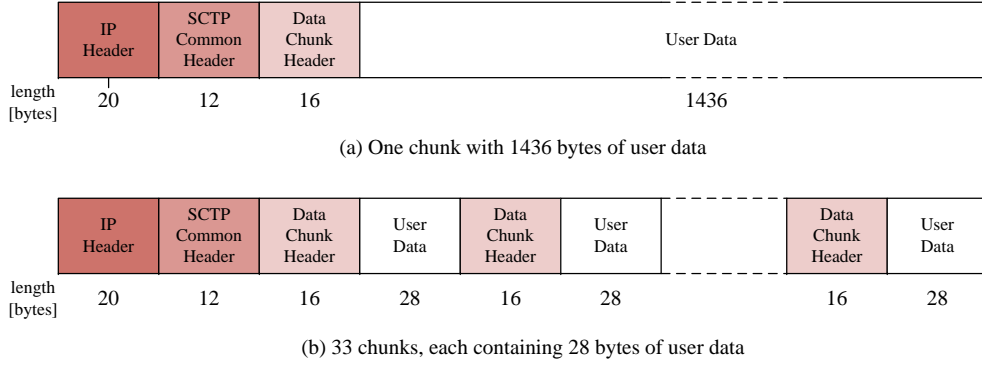 IP
Header
SCTP
Common
Header
Data
Chunk
Header
User Data
length
[bytes]
20
12
16
1436
(a) One chunk with 1436 bytes of user data
IP
Header
SCTP
Common
Header
Data
Chunk
Header
User
Data
Data
Chunk
Header
User
Data
Data
Chunk
Header
User
Data
length
[bytes]
20
12
16
28
16
28
16
28
(b) 33 chunks, each containing 28 bytes of user data